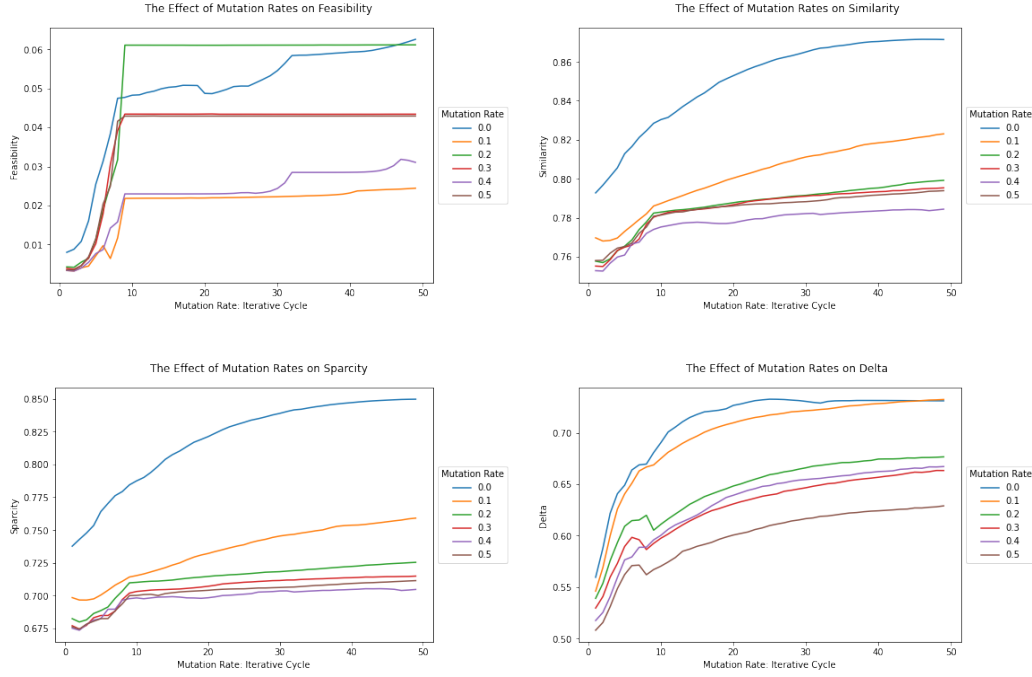 The Effect of Mutation Rates on Feasibility
0.06
0.05
0.04
0.03
0.02
0.01
Feasibility
0 10 20 30 40 50
Mutation Rate: Iterative Cycle
Mutation Rate
0.0
0.1
0.2
0.3
0.4
0.5
The Effect of Mutation Rates on Similarity
0.86
0.84
0.82
0.80
0.78
0.76
Similarity
0 10 20 30 40 50
Mutation Rate: Iterative Cycle
Mutation Rate
0.0
0.1
0.2
0.3
0.4
0.5
The Effect of Mutation Rates on Sparcity
0.850
0.825
0.800
0.775
0.750
0.725
0.700
0.675
Sparcity
0 10 20 30 40 50
Mutation Rate: Iterative Cycle
Mutation Rate
0.0
0.1
0.2
0.3
0.4
0.5
The Effect of Mutation Rates on Delta
0.70
0.65
0.60
0.55
0.50
Delta
0 10 20 30 40 50
Mutation Rate: Iterative Cycle
Mutation Rate
0.0
0.1
0.2
0.3
0.4
0.5